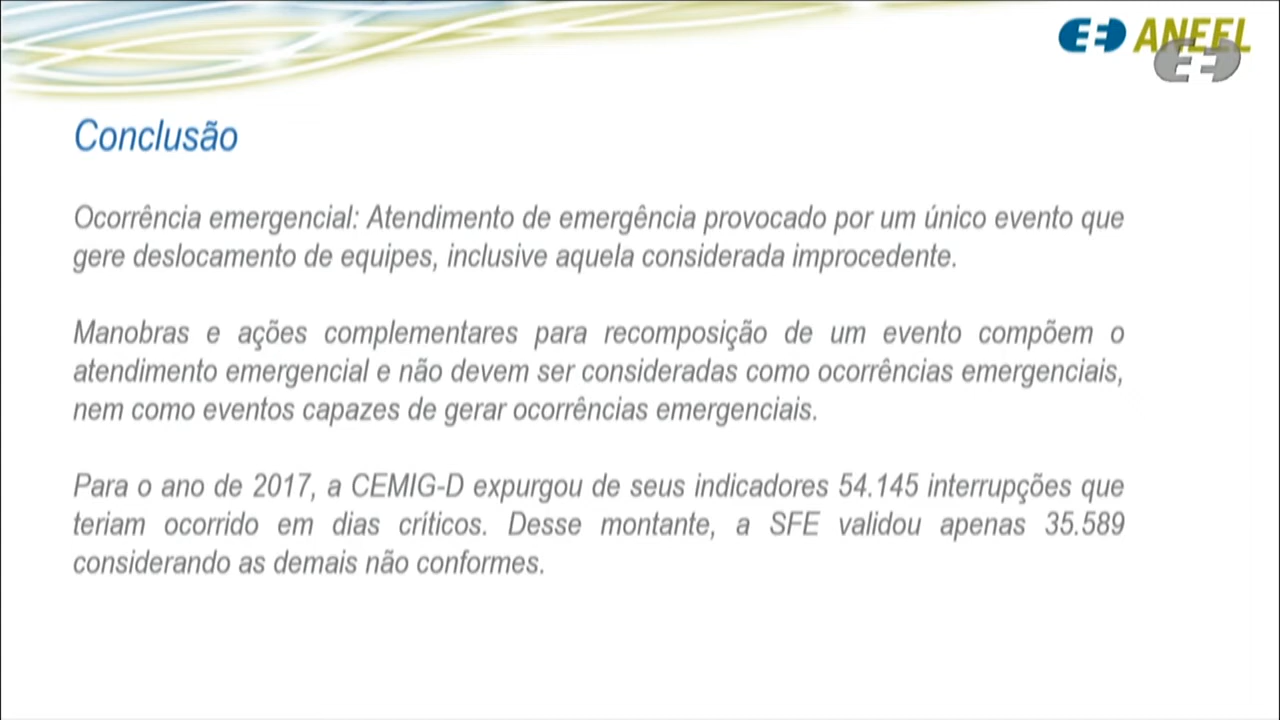 ANEEL
Conclusão
Ocorrência emergencial: Atendimento de emergência provocado por um único evento que
gere deslocamento de equipes, inclusive aquela considerada improcedente.
Manobras e ações complementares para recomposição de um evento compõem o
atendimento emergencial e não devem ser consideradas como ocorrências emergenciais,
nem como eventos capazes de gerar ocorrências emergenciais.
Para o ano de 2017, a CEMIG-D expurgou de seus indicadores 54.145 interrupções que
teriam ocorrido em dias críticos. Desse montante, a SFE validou apenas 35.589
considerando as demais não conformes.